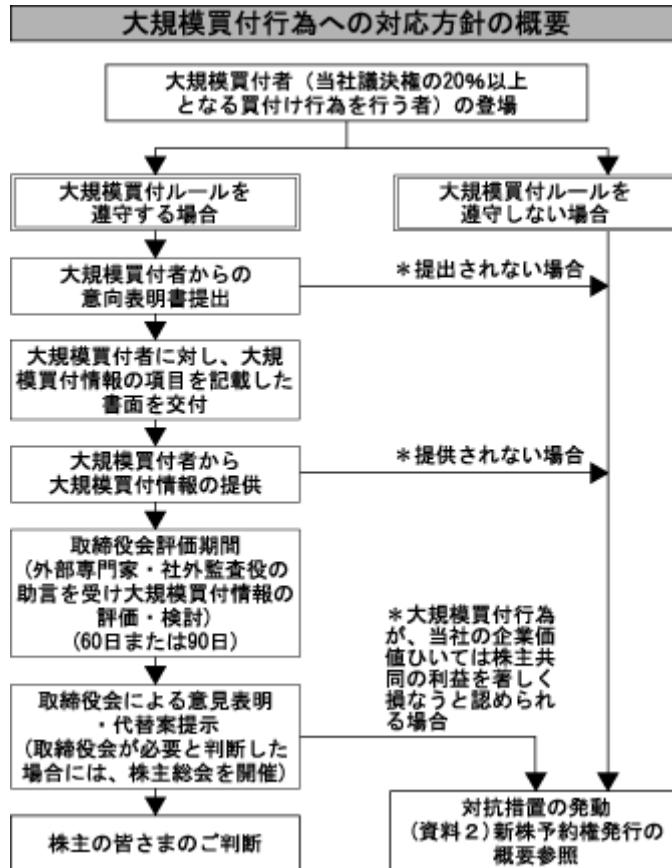 大規模買付行為への対応方針の概要
大規模買付者（当社議決権の20%以上
となる買付け行為を行う者）の登場
大規模買付ルールを
遵守する場合
大規模買付ルールを
遵守しない場合
大規模買付者からの
意向表明書提出
＊提出されない場合
大規模買付者に対し、大規
模買付情報の項目を記載した
書面を交付
大規模買付者から
大規模買付情報の提供
＊提供されない場合
取締役会評価期間
(外部専門家・社外監査役の
助言を受け大規模買付情報の
評価・検討)
(60日または90日)
＊大規模買付行為
が、当社の企業価
値ひいては株主共
同の利益を著しく
損なうと認められ
る場合
取締役会による意見表明
・代替案提示
(取締役会が必要と判断した
場合には、株主総会を開催)
株主の皆さまのご判断
対抗措置の発動
(資料２)新株予約権発行の
概要参照